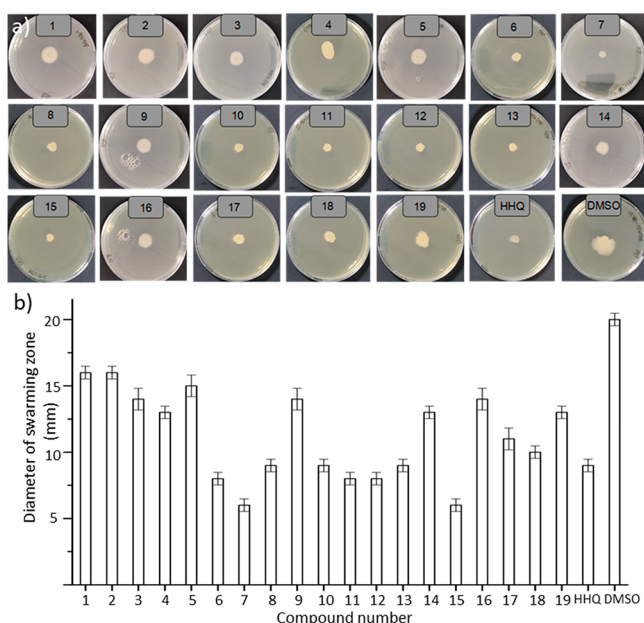 a)
1 2 3 4 5 6 7
8 9 10 11 12 13 14
15 16 17 18 19 HHQ DMSO
b)
20
15
10
5
Diameter of swarming zone
(mm)
1 2 3 4 5 6 7 8 9 10 11 12 13 14 15 16 17 18 19 HHQ DMSO
Compound number